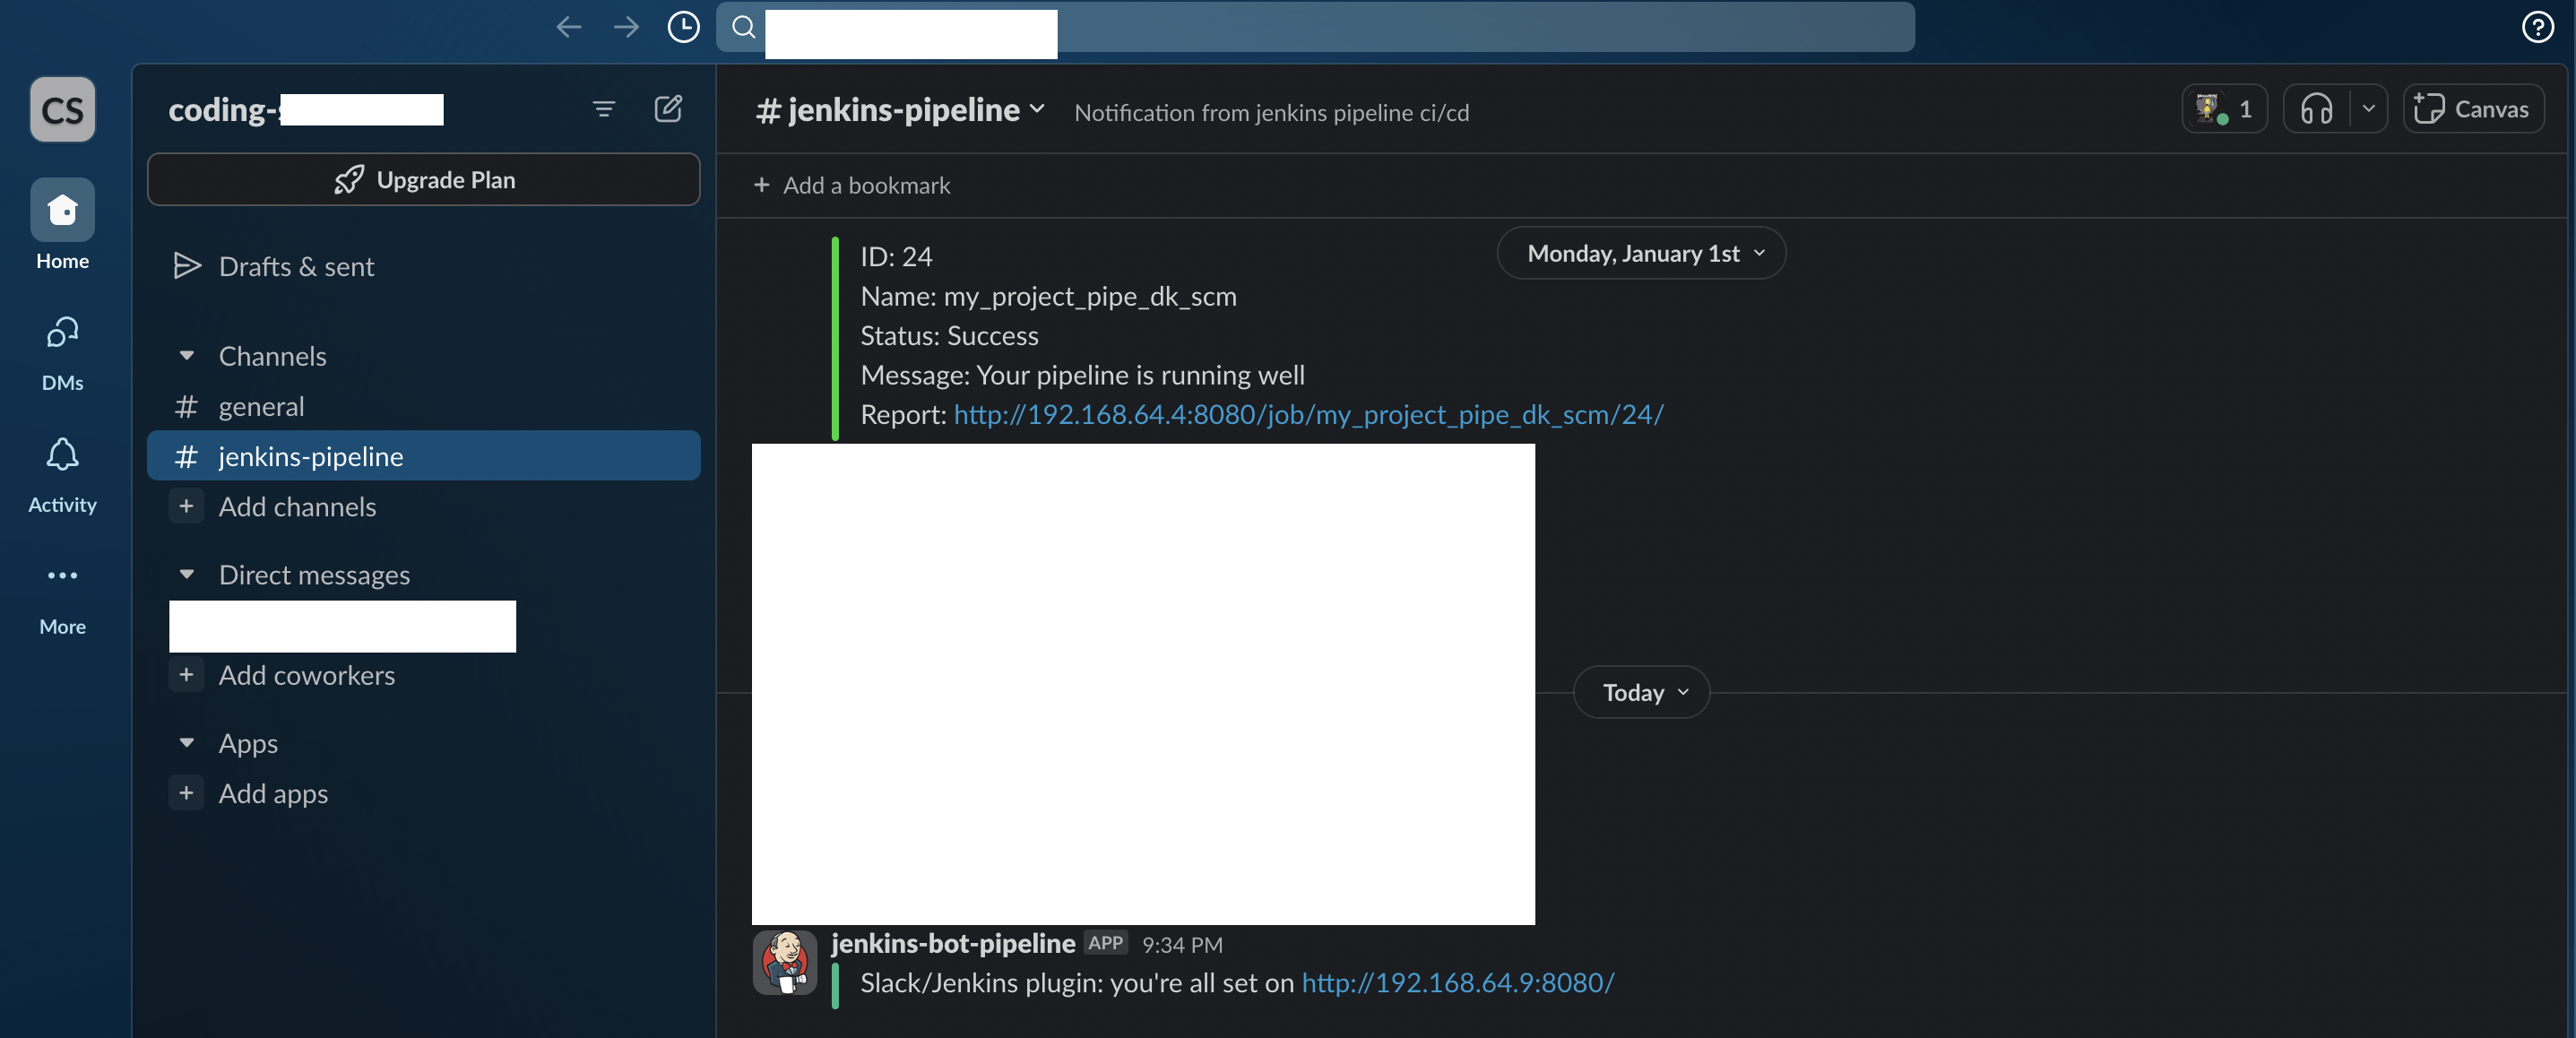 CS
Home
DMs
Activity
More
coding-
Upgrade Plan
Drafts & sent
Channels
# general
# jenkins-pipeline
+ Add channels
Direct messages
+ Add coworkers
Apps
+ Add apps
# jenkins-pipeline Notification from jenkins pipeline ci/cd
1
Canvas
+ Add a bookmark
Monday, January 1st
ID: 24
Name: my_project_pipe_dk_scm
Status: Success
Message: Your pipeline is running well
Report: http://192.168.64.4:8080/job/my_project_pipe_dk_scm/24/
Today
jenkins-bot-pipeline APP 9:34 PM
Slack/Jenkins plugin: you're all set on http://192.168.64.9:8080/